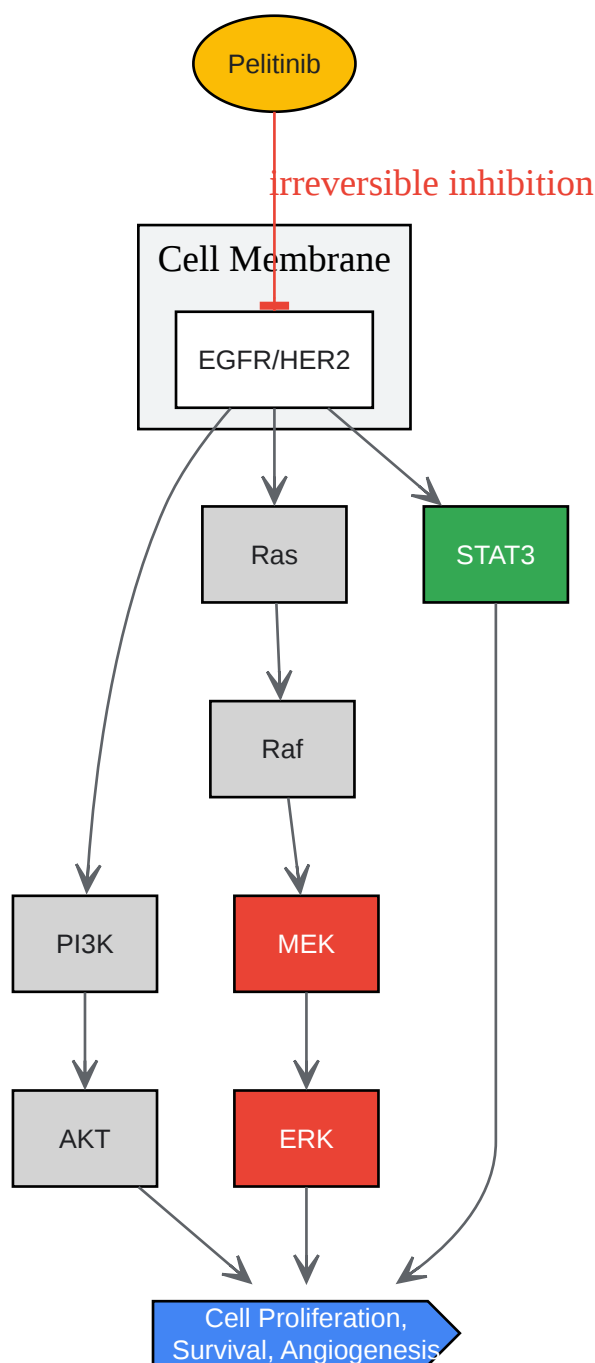 Pelitinib
irreversible inhibition
Cell Membrane
EGFR/HER2
Ras
STAT3
Raf
PI3K
MEK
AKT
ERK
Cell Proliferation,
Survival, Angiogenesis